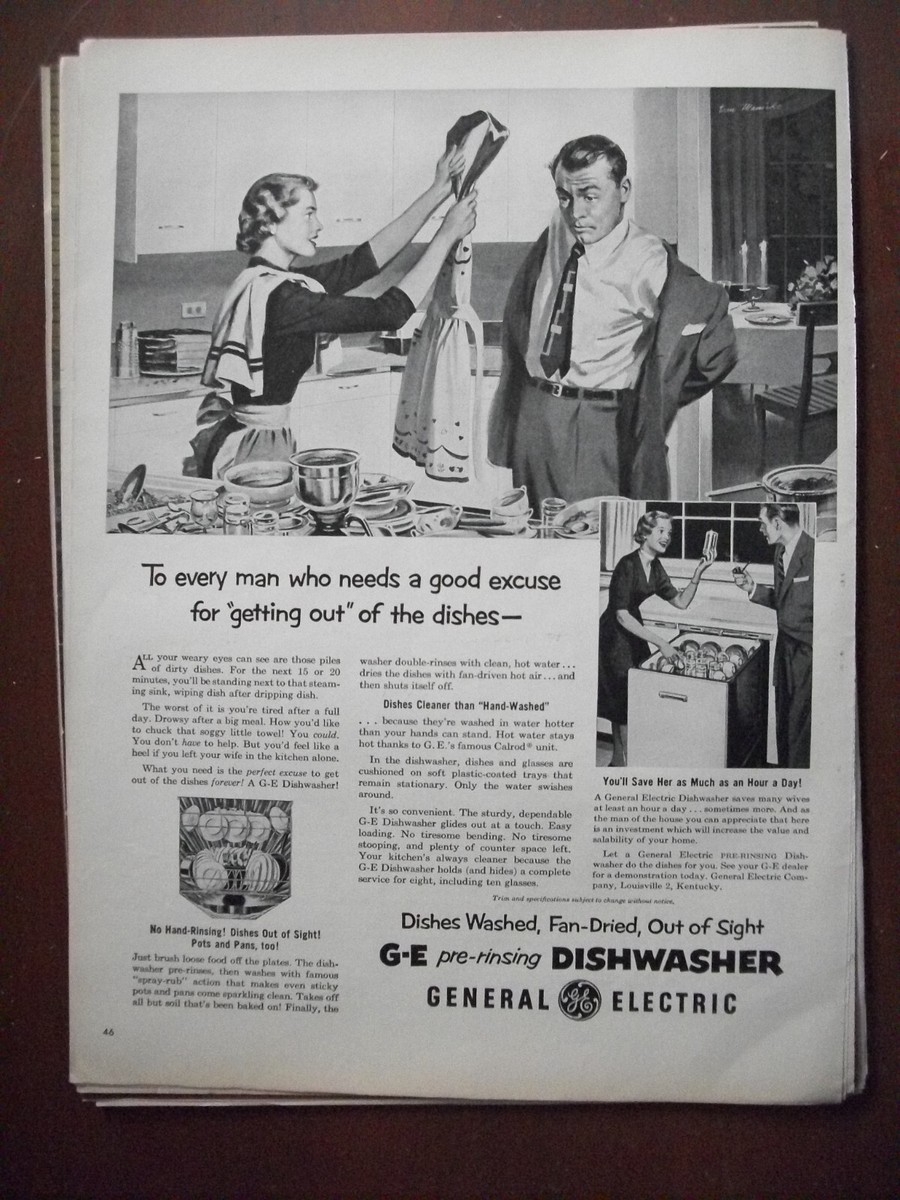 To every man who needs a good excuse
for "getting out" of the dishes—
ALL your weary eyes can see are those piles
of dirty dishes. For the next 15 or 20
minutes, you'll be standing next to that steam-
ing sink, wiping dish after dripping dish.
The worst of it is you're tired after a full
day. Drowsy after a big meal. How you'd like
to chuck that soggy little towel! You could.
You don't have to help. But you'd feel like a
heel if you left your wife in the kitchen alone.
What you need is the perfect excuse to get
out of the dishes forever! A G-E Dishwasher!
No Hand-Rinsing! Dishes Out of Sight!
Pots and Pans, too!
Just brush loose food off the plates. The dish-
washer pre-rinses, then washes with famous
"spray-rub" action that makes even sticky
pots and pans come sparkling clean. Takes off
all but soil that's been baked on! Finally, the
washer double-rinses with clean, hot water...
dries the dishes with fan-driven hot air... and
then shuts itself off.
Dishes Cleaner than "Hand-Washed"
... because they're washed in water hotter
than your hands can stand. Hot water stays
hot thanks to G.E.'s famous Calrod® unit.
In the dishwasher, dishes and glasses are
cushioned on soft plastic-coated trays that
remain stationary. Only the water swishes
around.
It's so convenient. The sturdy, dependable
G-E Dishwasher glides out at a touch. Easy
loading. No tiresome bending. No tiresome
stooping, and plenty of counter space left.
Your kitchen's always cleaner because the
G-E Dishwasher holds (and hides) a complete
service for eight, including ten glasses.
You'll Save Her as Much as an Hour a Day!
A General Electric Dishwasher saves many wives
at least an hour a day... sometimes more. And as
the man of the house you can appreciate that here
is an investment which will increase the value and
salability of your home.
Let a General Electric PRE-RINSING Dish-
washer do the dishes for you. See your G-E dealer
for a demonstration today. General Electric Com-
pany, Louisville 2, Kentucky.
Trim and specifications subject to change without notice.
Dishes Washed, Fan-Dried, Out of Sight
G-E pre-rinsing DISHWASHER
GENERAL GE ELECTRIC
46